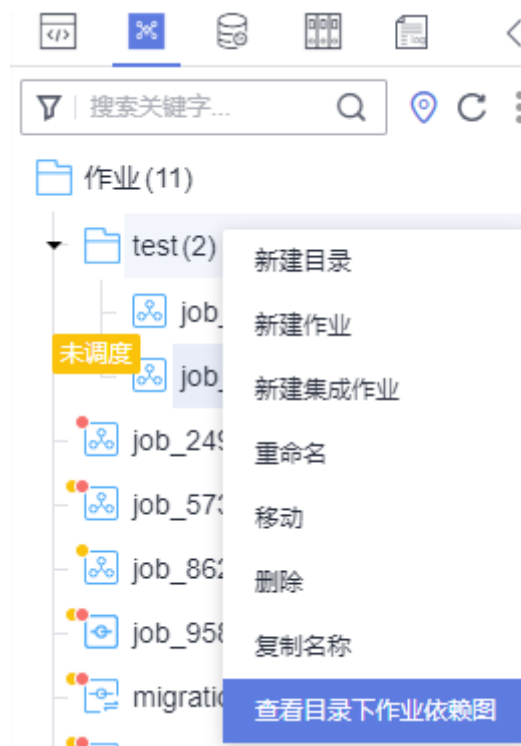 </>
log
搜索关键字...
作业(11)
test(2)
新建目录
job_
新建作业
未调度
job_
新建集成作业
job_249
重命名
job_573
移动
job_862
删除
job_958
复制名称
migratic
查看目录下作业依赖图